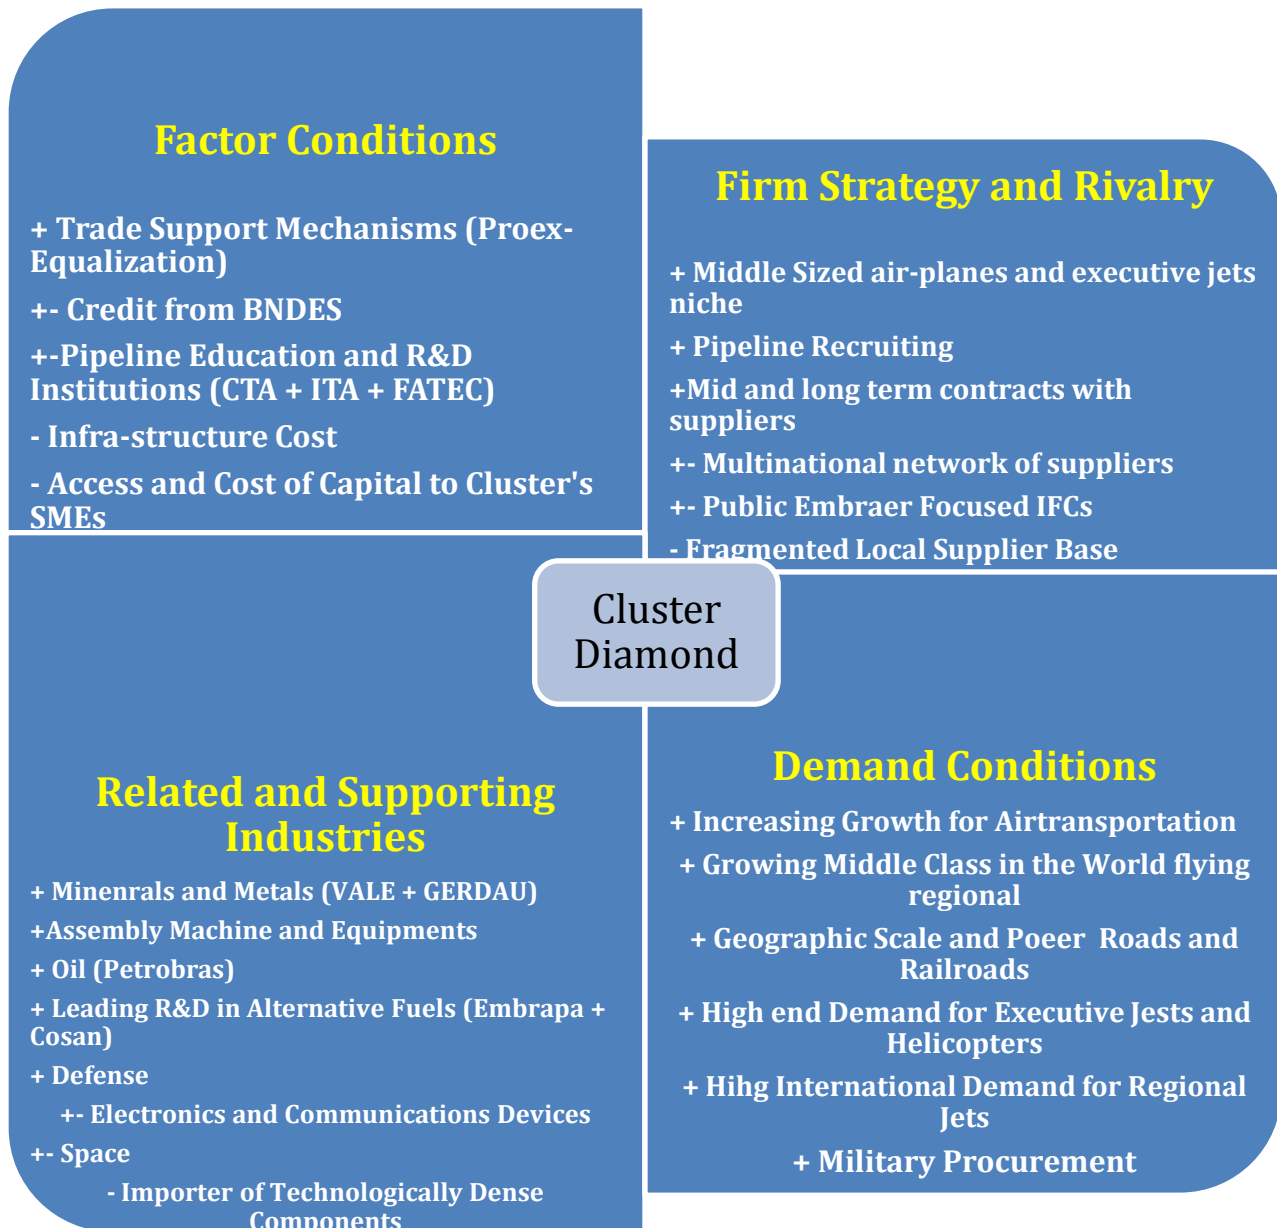 Factor Conditions
+ Trade Support Mechanisms (Proex-
Equalization)
+- Credit from BNDES
+-Pipeline Education and R&D
Institutions (CTA + ITA + FATEC)
- Infra-structure Cost
- Access and Cost of Capital to Cluster's
SMEs
Firm Strategy and Rivalry
+ Middle Sized air-planes and executive jets
niche
+ Pipeline Recruiting
+Mid and long term contracts with
suppliers
+- Multinational network of suppliers
+- Public Embraer Focused IFCs
- Fragmented Local Supplier Base
Cluster
Diamond
Related and Supporting
Industries
+ Minenrals and Metals (VALE + GERDAU)
+Assembly Machine and Equipments
+ Oil (Petrobras)
+ Leading R&D in Alternative Fuels (Embrapa +
Cosan)
+ Defense
+- Electronics and Communications Devices
+- Space
- Importer of Technologically Dense
Components
Demand Conditions
+ Increasing Growth for Airtransportation
+ Growing Middle Class in the World flying
regional
+ Geographic Scale and Poeer Roads and
Railroads
+ High end Demand for Executive Jests and
Helicopters
+ Hihg International Demand for Regional
Jets
+ Military Procurement